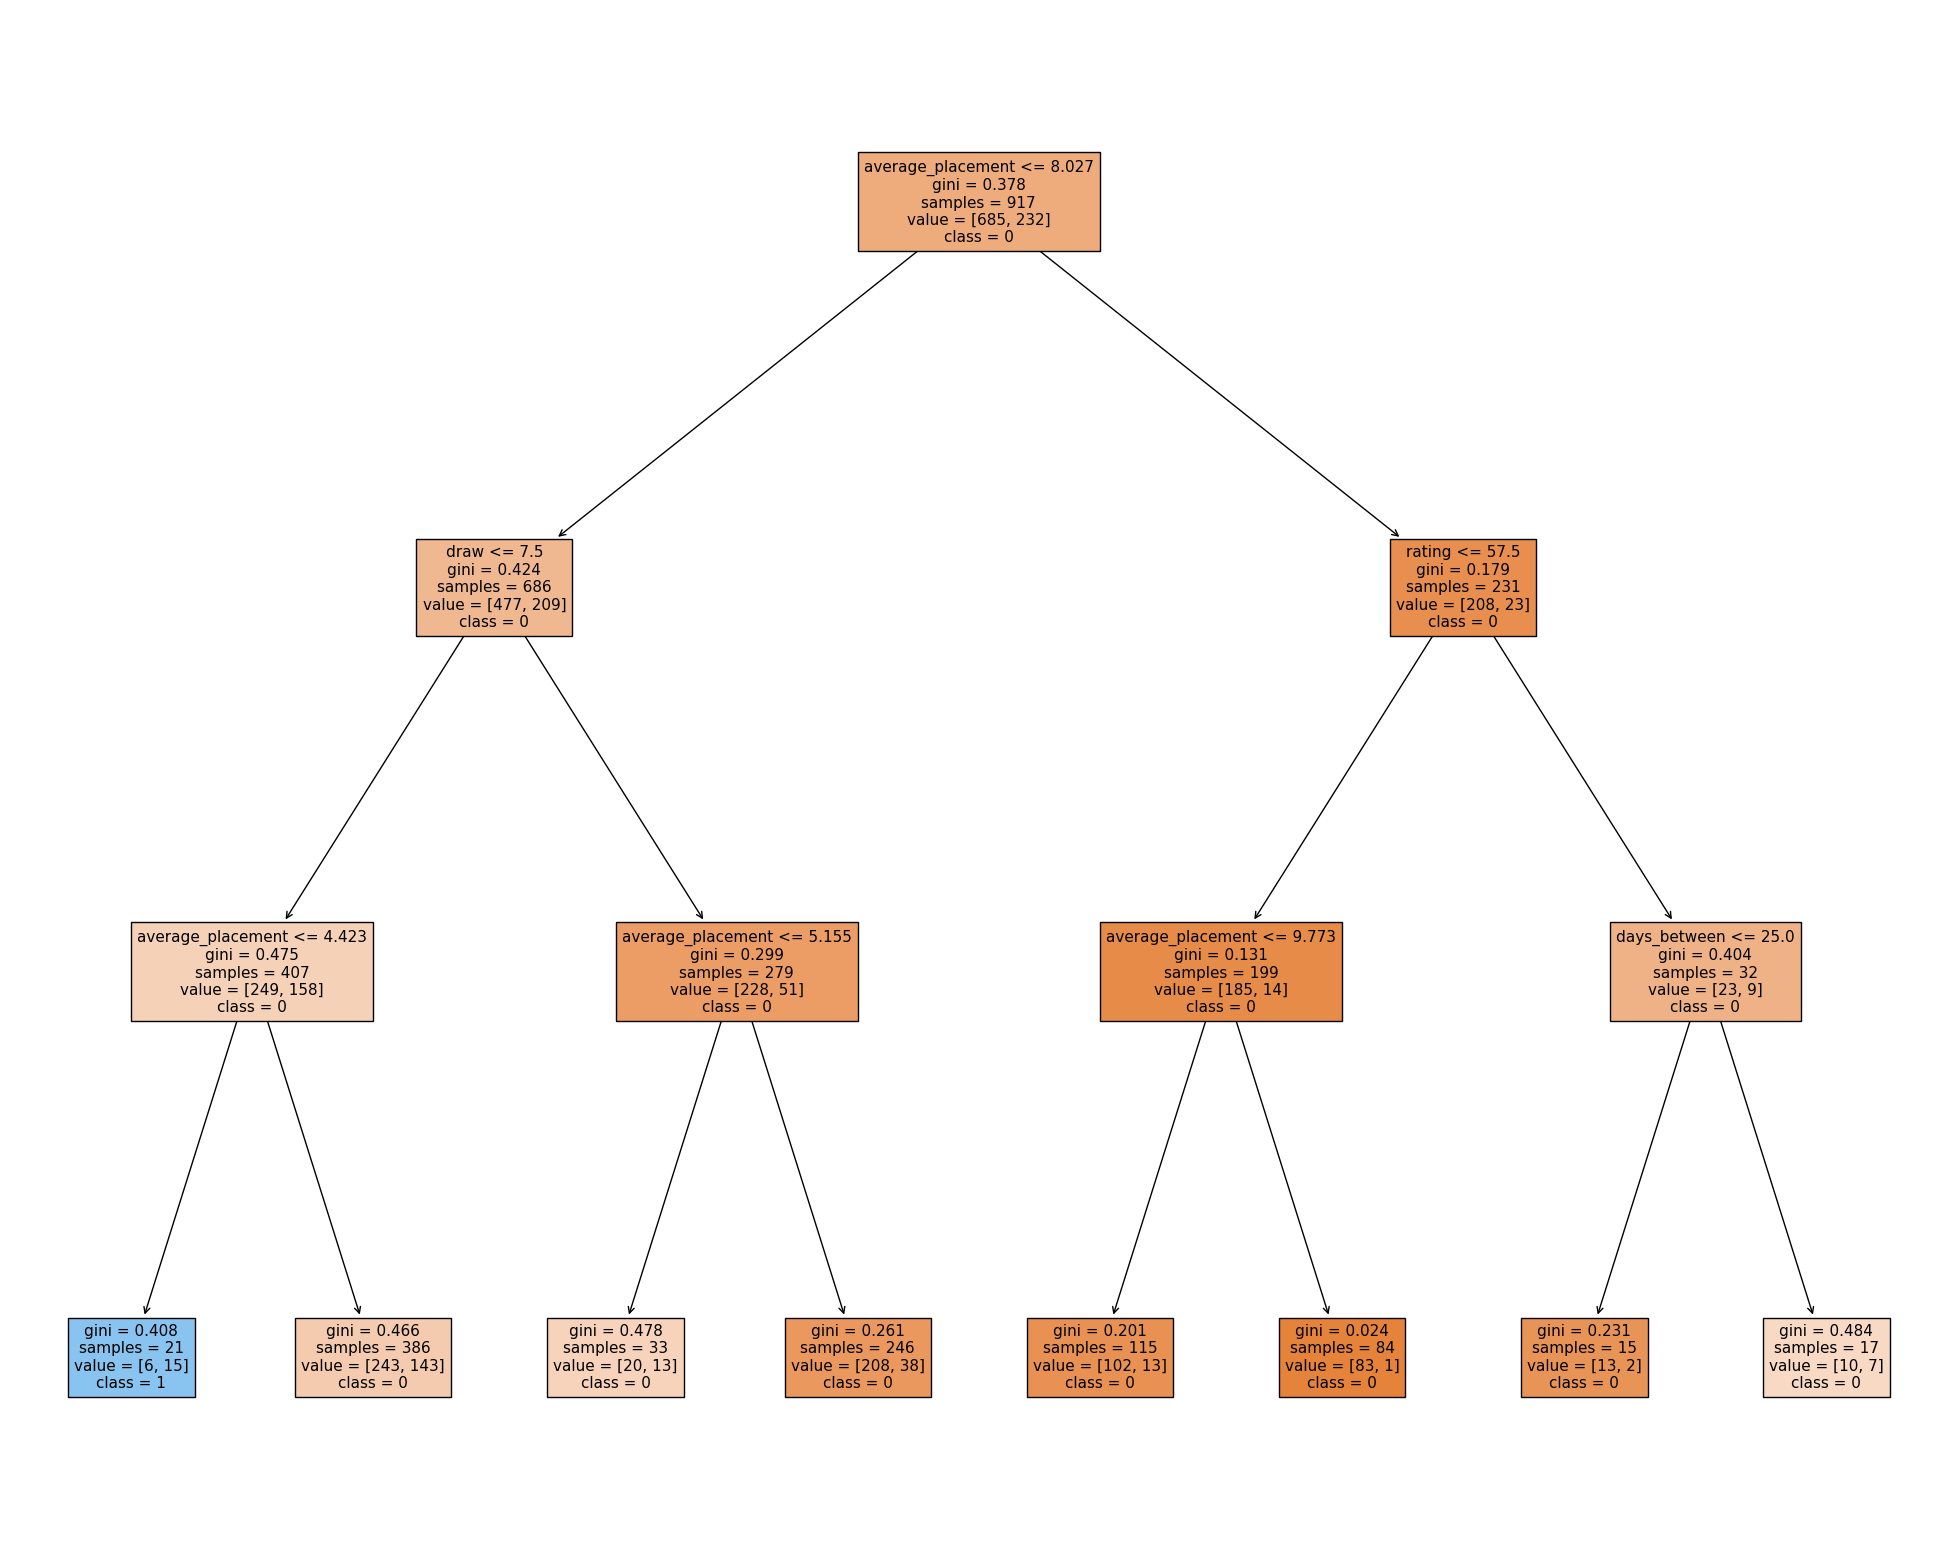 average_placement <= 8.027
gini = 0.378
samples = 917
value = [685, 232]
class = 0
draw <= 7.5
gini = 0.424
samples = 686
value = [477, 209]
class = 0
rating <= 57.5
gini = 0.179
samples = 231
value = [208, 23]
class = 0
average_placement <= 4.423
gini = 0.475
samples = 407
value = [249, 158]
class = 0
average_placement <= 5.155
gini = 0.299
samples = 279
value = [228, 51]
class = 0
average_placement <= 9.773
gini = 0.131
samples = 199
value = [185, 14]
class = 0
days_between <= 25.0
gini = 0.404
samples = 32
value = [23, 9]
class = 0
gini = 0.408
samples = 21
value = [6, 15]
class = 1
gini = 0.466
samples = 386
value = [243, 143]
class = 0
gini = 0.478
samples = 33
value = [20, 13]
class = 0
gini = 0.261
samples = 246
value = [208, 38]
class = 0
gini = 0.201
samples = 115
value = [102, 13]
class = 0
gini = 0.024
samples = 84
value = [83, 1]
class = 0
gini = 0.231
samples = 15
value = [13, 2]
class = 0
gini = 0.484
samples = 17
value = [10, 7]
class = 0